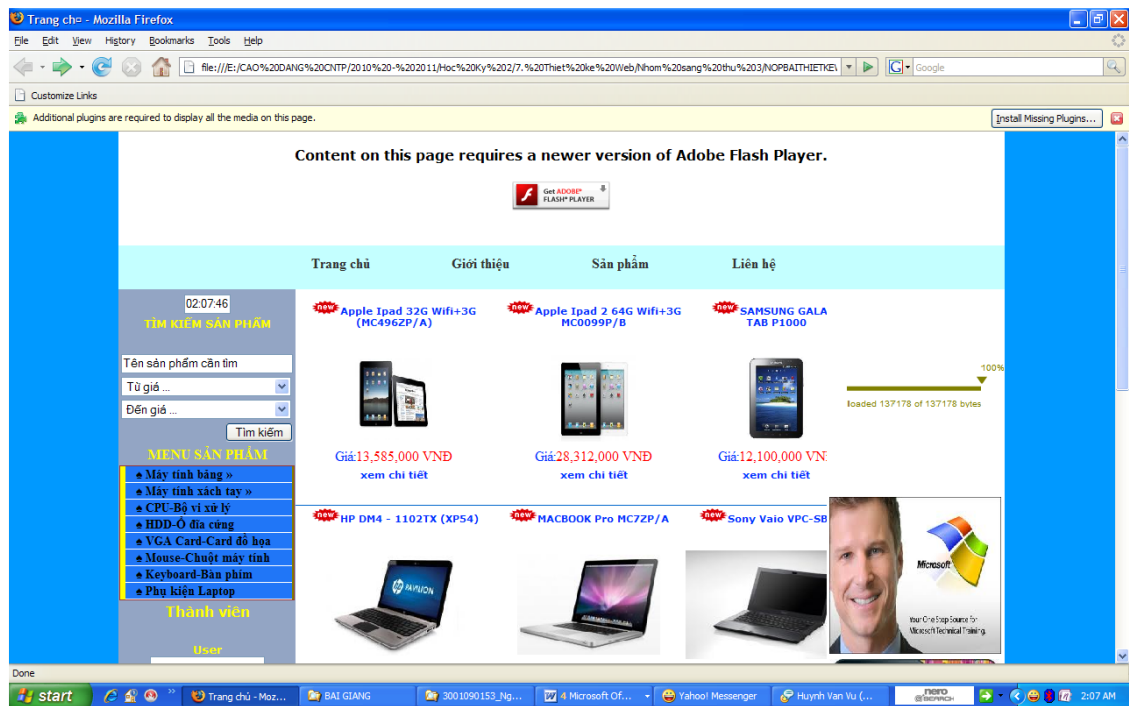 Trang ch¤ - Mozilla Firefox
File Edit View History Bookmarks Tools Help
file:///E:/CAO%20DANG%20CNTP/2010%20-%202011/Hoc%20Ky%202/7.%20Thiet%20ke%20Web/Nhom%20sang%20thu%203/NOPBAITHIETKE\
Google
Customize Links
Additional plugins are required to display all the media on this page.
Install Missing Plugins...
Content on this page requires a newer version of Adobe Flash Player.
Get ADOBE®
FLASH® PLAYER
Trang chủ Giới thiệu Sản phẩm Liên hệ
02:07:46
TÌM KIẾM SẢN PHẨM
Tên sản phẩm cần tìm
Từ giá ...
Đến giá ...
Tìm kiếm
MENU SẢN PHẨM
♠ Máy tính bảng »
♠ Máy tính xách tay »
♠ CPU-Bộ vi xử lý
♠ HDD-Ổ đĩa cứng
♠ VGA Card-Card đồ họa
♠ Mouse-Chuột máy tính
♠ Keyboard-Bàn phím
♠ Phụ kiện Laptop
Thành viên
User
new Apple Ipad 32G Wifi+3G
(MC496ZP/A)
Giá:13,585,000 VNĐ
xem chi tiết
new Apple Ipad 2 64G Wifi+3G
MC0099P/B
Giá:28,312,000 VNĐ
xem chi tiết
new SAMSUNG GALA
TAB P1000
Giá:12,100,000 VN
xem chi tiết
100%
loaded 137178 of 137178 bytes
new HP DM4 - 1102TX (XP54)
PAVILION
new MACBOOK Pro MC7ZP/A
new Sony Vaio VPC-SB
Microsoft
Your One Stop Source for
Microsoft Technical Training.
Done
start
Trang chủ - Moz...
BAI GIANG
3001090153_Ng...
4 Microsoft Of...
Yahoo! Messenger
Huynh Van Vu (...
nero
SEARCH
2:07 AM